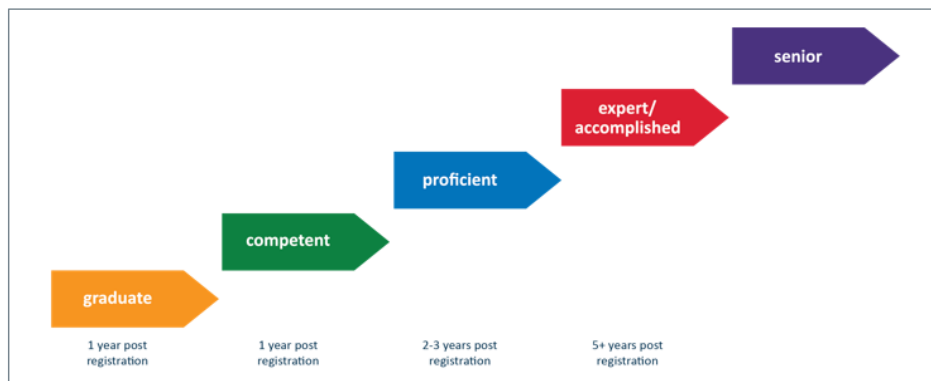 senior
expert/
accomplished
proficient
competent
graduate
1 year post
registration
1 year post
registration
2-3 years post
registration
5+ years post
registration